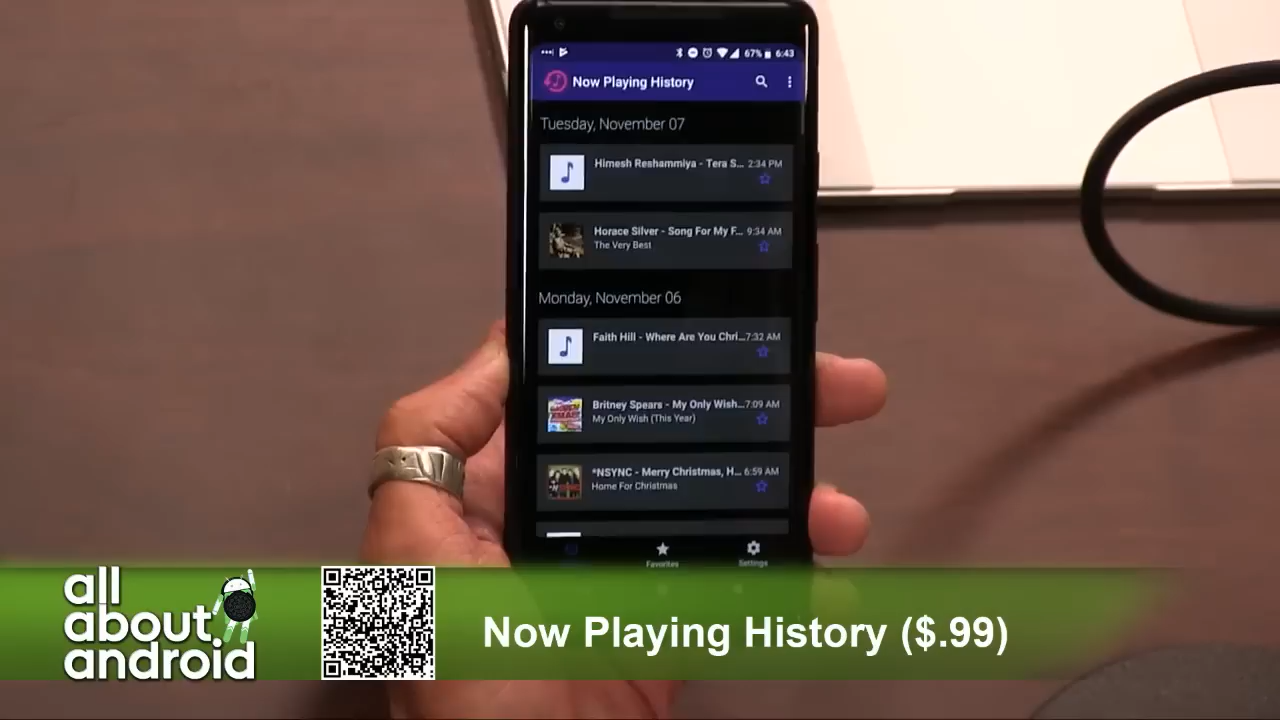 67% 6:43
Now Playing History
Tuesday, November 07
Himesh Reshammiya - Tera S... 2:34 PM
Horace Silver - Song For My F... 9:34 AM
The Very Best
Monday, November 06
Faith Hill - Where Are You Chri... 7:32 AM
Britney Spears - My Only Wish... 7:09 AM
My Only Wish (This Year)
*NSYNC - Merry Christmas, H... 6:59 AM
Home For Christmas
Favorites
Settings
all
about
android
Now Playing History ($.99)